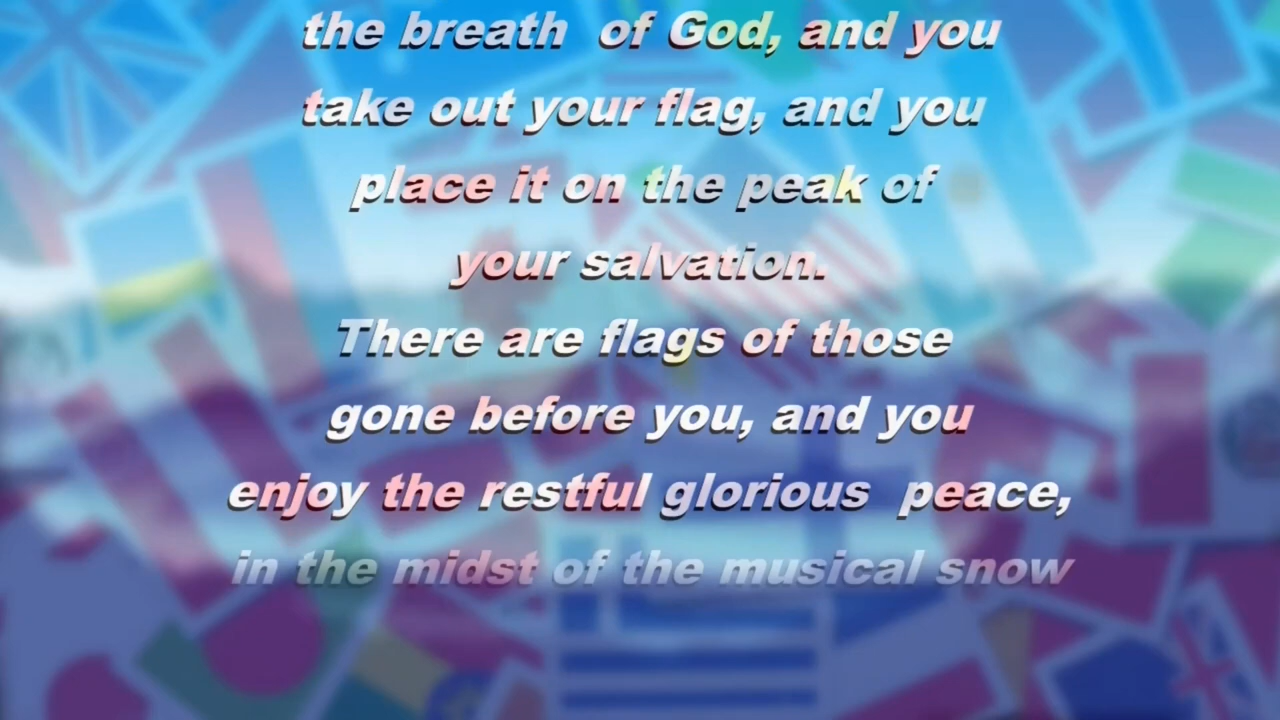 the breath of God, and you
take out your flag, and you
place it on the peak of
your salvation.
There are flags of those
gone before you, and you
enjoy the restful glorious peace,
in the midst of the musical snow